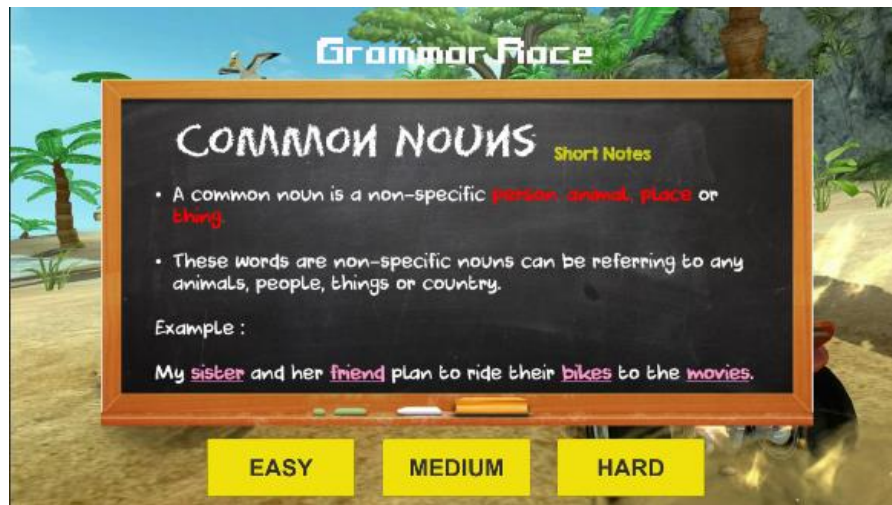 Grammar Race
COMMON NOUNS Short Notes
• A common noun is a non-specific person, animal, place or
thing.
• These words are non-specific nouns can be referring to any
animals, people, things or country.
Example :
My sister and her friend plan to ride their bikes to the movies.
EASY MEDIUM HARD